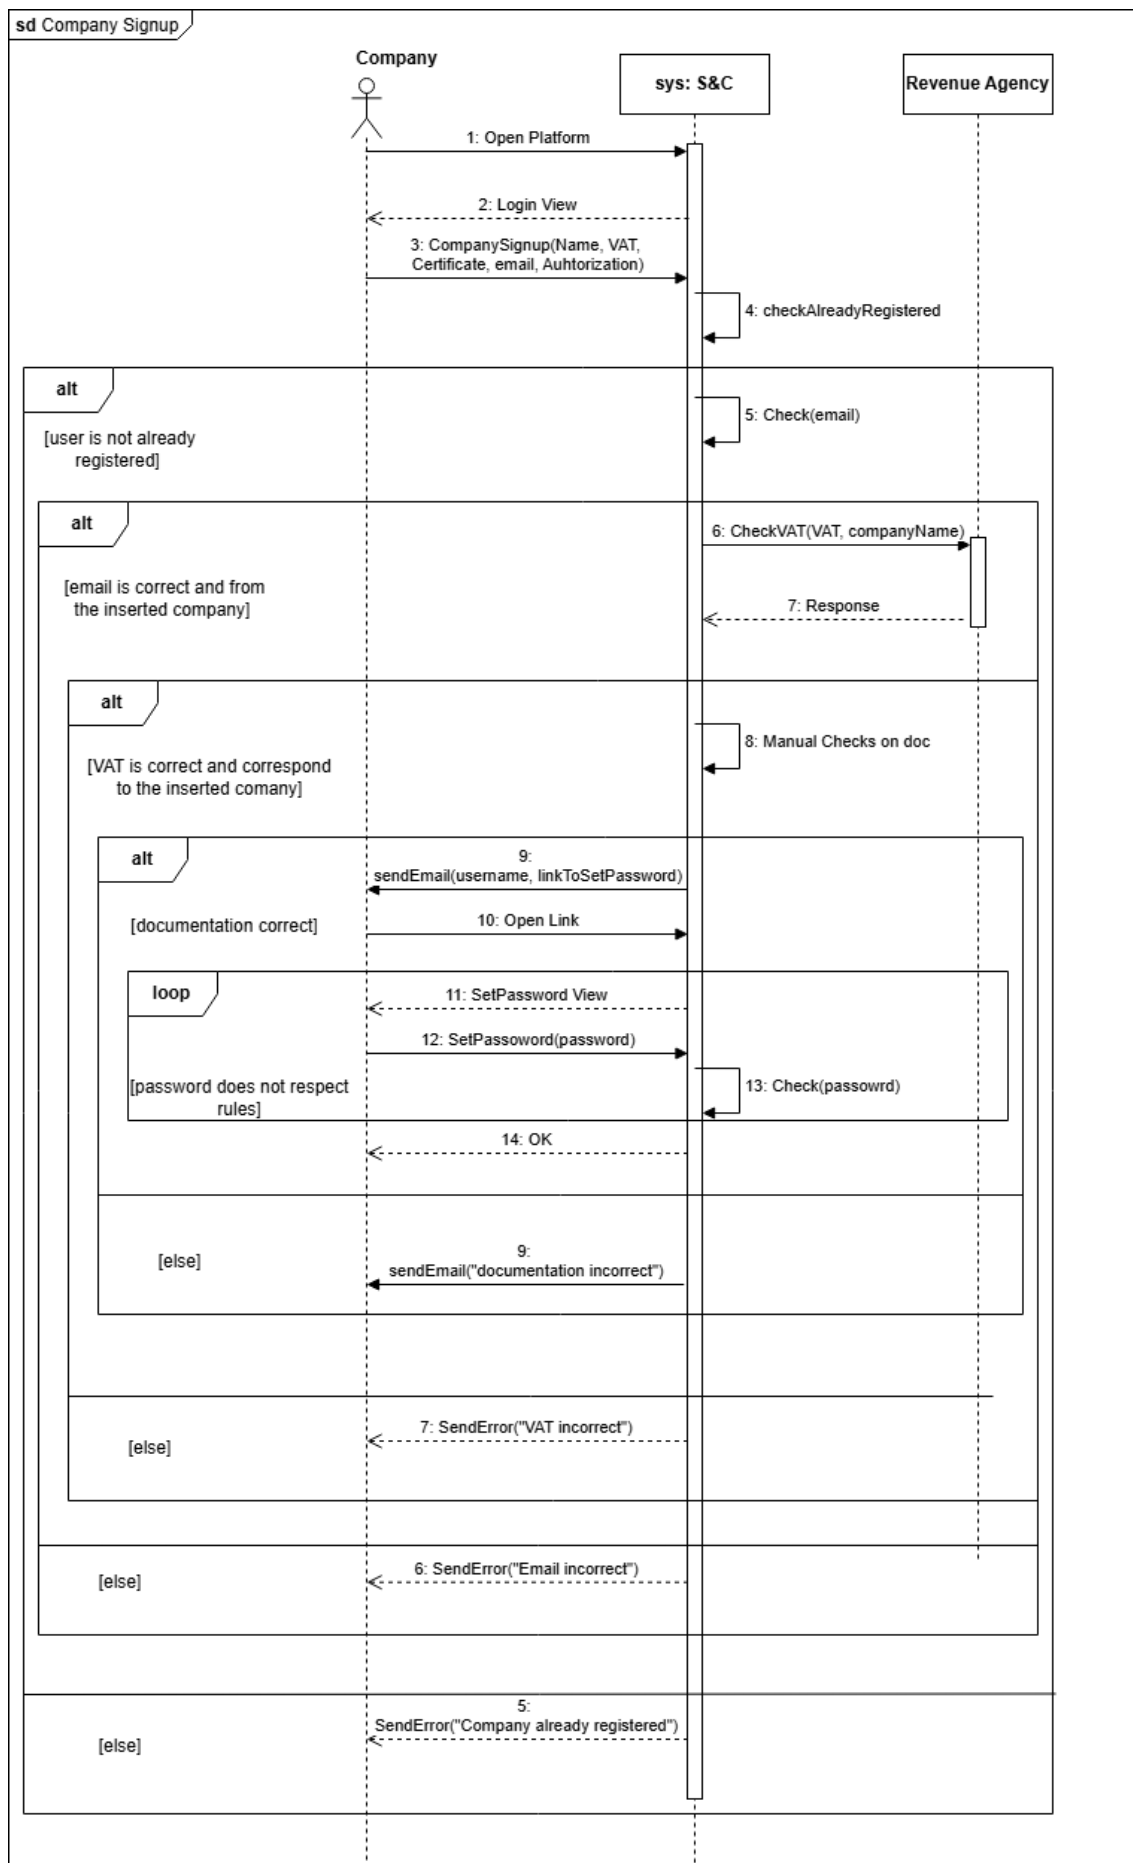 sd Company Signup
Company
sys: S&C
Revenue Agency
1: Open Platform
2: Login View
3: CompanySignup(Name, VAT,
Certificate, email, Auhtorization)
4: checkAlreadyRegistered
alt
5: Check(email)
[user is not already
registered]
alt
6: CheckVAT(VAT, companyName)
[email is correct and from
the inserted company]
7: Response
alt
8: Manual Checks on doc
[VAT is correct and correspond
to the inserted comany]
alt
9:
sendEmail(username, linkToSetPassword)
[documentation correct]
10: Open Link
loop
11: SetPassword View
12: SetPassoword(password)
[password does not respect
rules]
13: Check(passowrd)
14: OK
[else]
9:
sendEmail("documentation incorrect")
7: SendError("VAT incorrect")
[else]
6: SendError("Email incorrect")
[else]
5:
SendError("Company already registered")
[else]